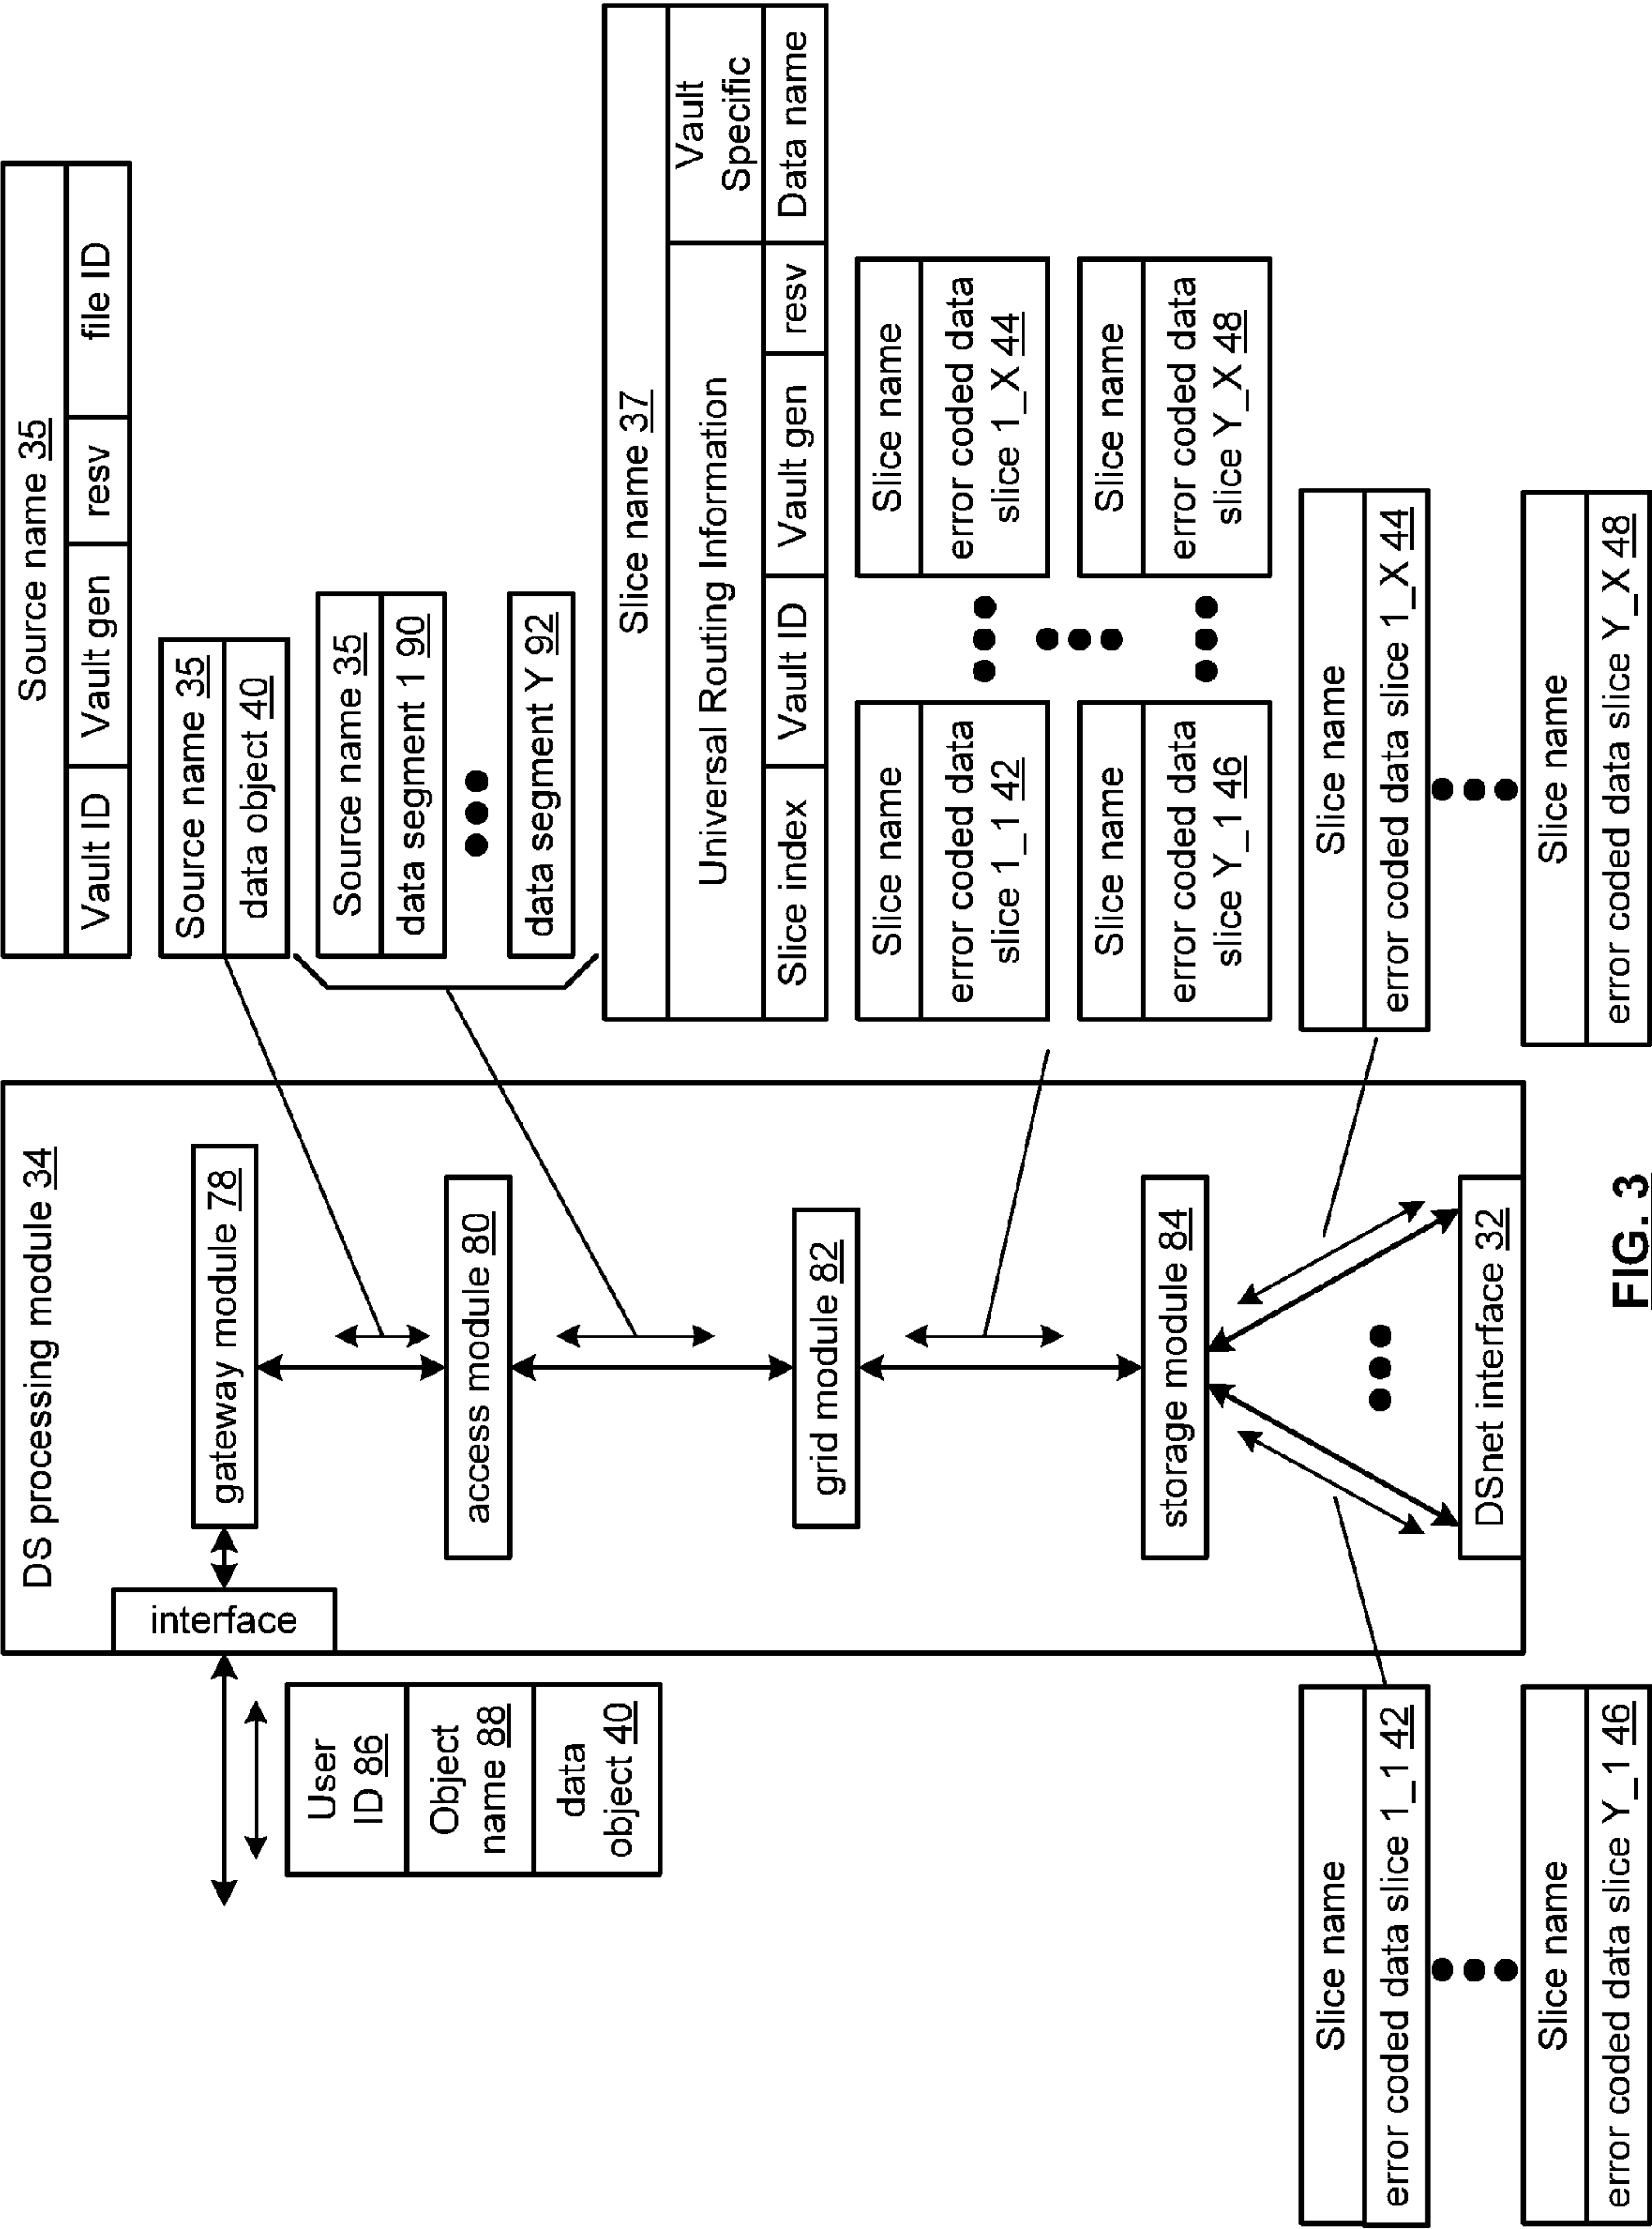 DS processing module 34
interface
gateway module 78
access module 80
grid module 82
storage module 84
DSnet interface 32
User
ID 86
Object
name 88
data
object 40
Source name 35
Vault ID
Vault gen
resv
file ID
Source name 35
data object 40
Source name 35
data segment 1 90
data segment Y 92
Slice name 37
Universal Routing Information
Vault
Specific
Slice index
Vault ID
Vault gen
resv
Data name
Slice name
error coded data
slice 1_1 42
Slice name
error coded data
slice 1_X 44
Slice name
error coded data
slice Y_1 46
Slice name
error coded data
slice Y_X 48
Slice name
error coded data slice 1_1 42
Slice name
error coded data slice Y_1 46
Slice name
error coded data slice 1_X 44
Slice name
error coded data slice Y_X 48
FIG. 3